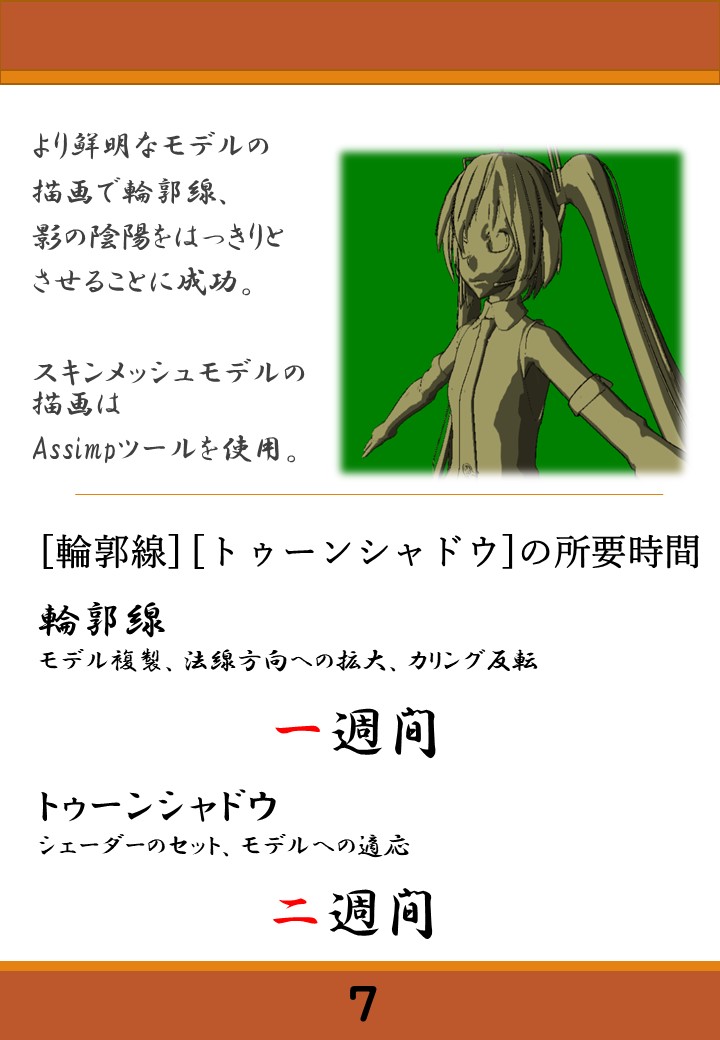 より鮮明なモデルの
描画で輪郭線、
影の陰陽をはっきりと
させることに成功。
スキンメッシュモデルの
描画は
Assimpツールを使用。
[輪郭線][トゥーンシャドウ]の所要時間
輪郭線
モデル複製、法線方向への拡大、カリング反転
一週間
トゥーンシャドウ
シェーダーのセット、モデルへの適応
二週間
7